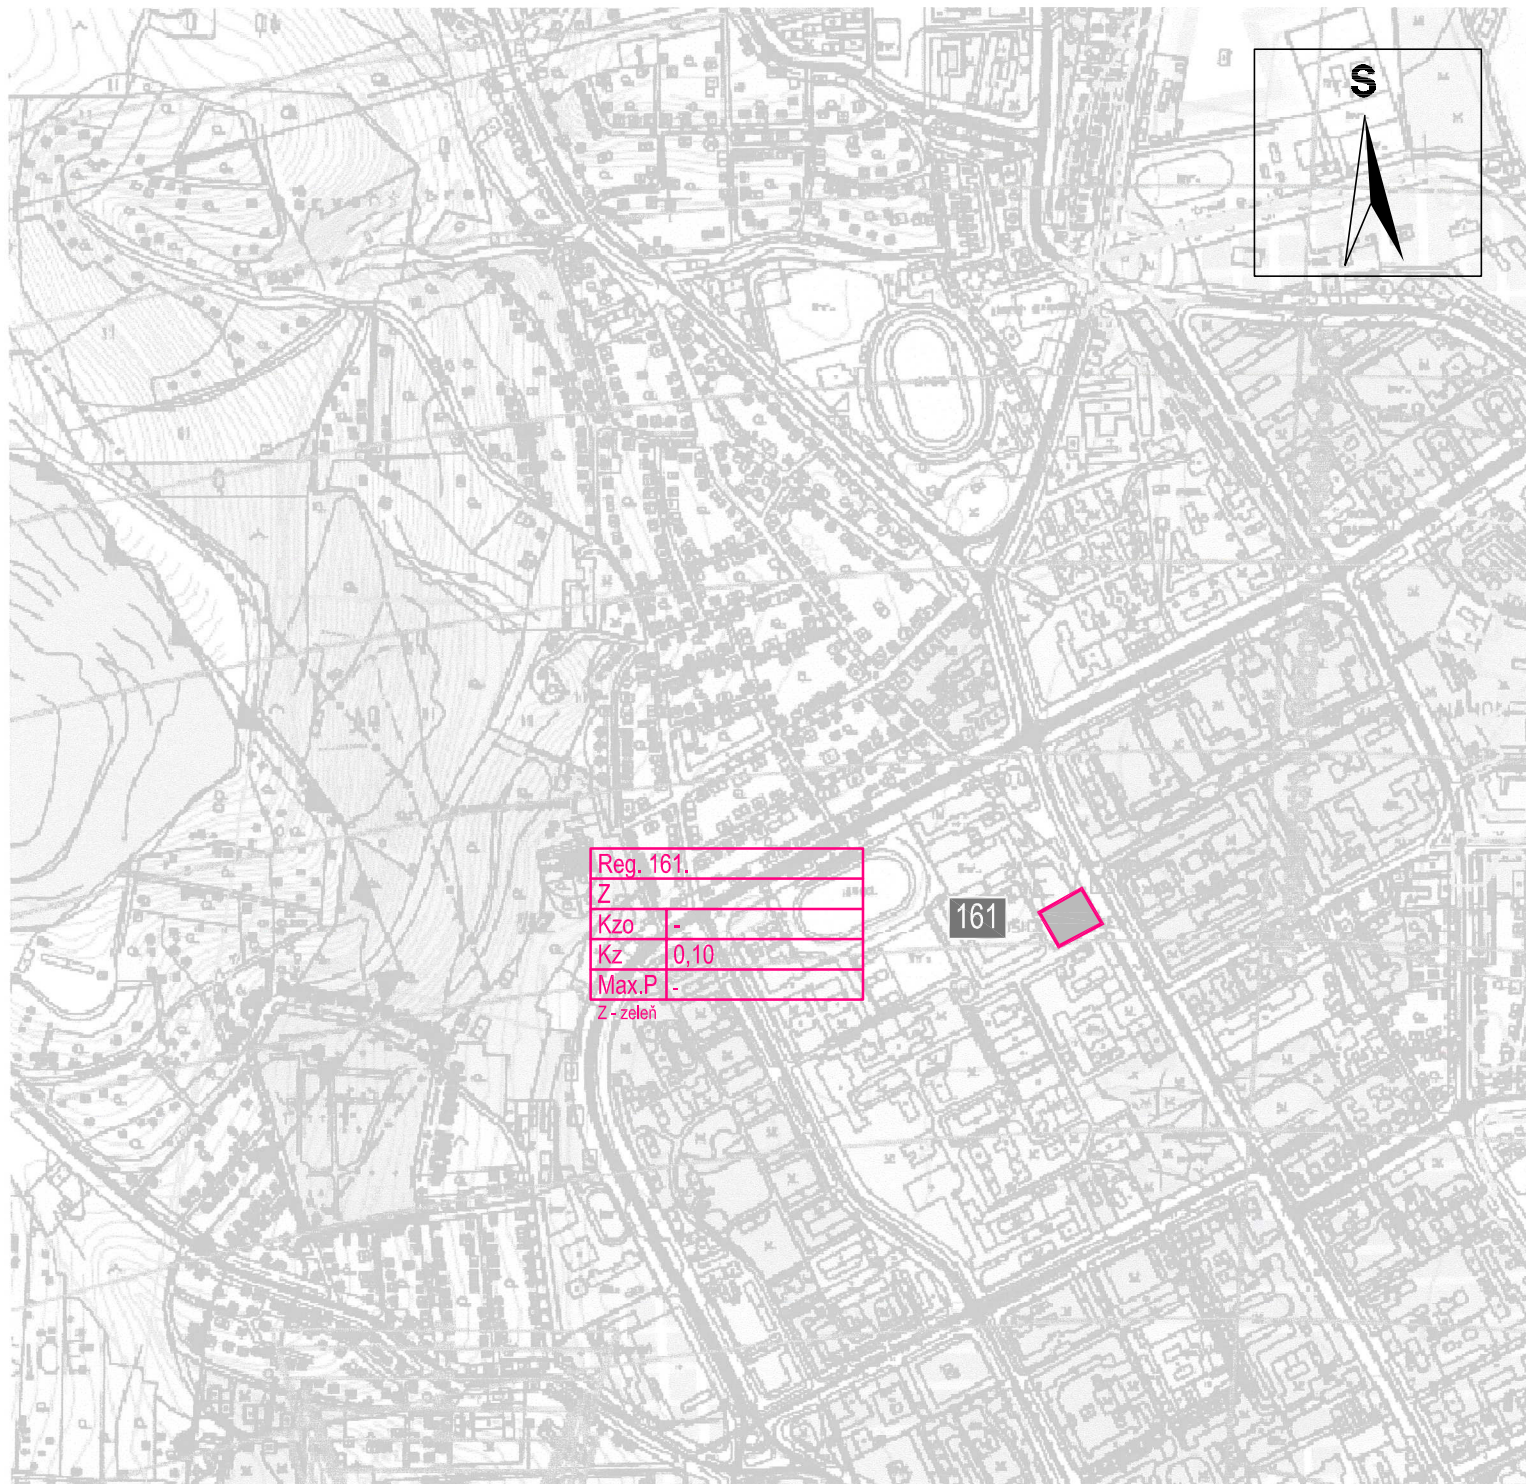 S
Reg. 161.
Z
Kzo -
Kz 0,10
Max.P -
Z - zeleň
161